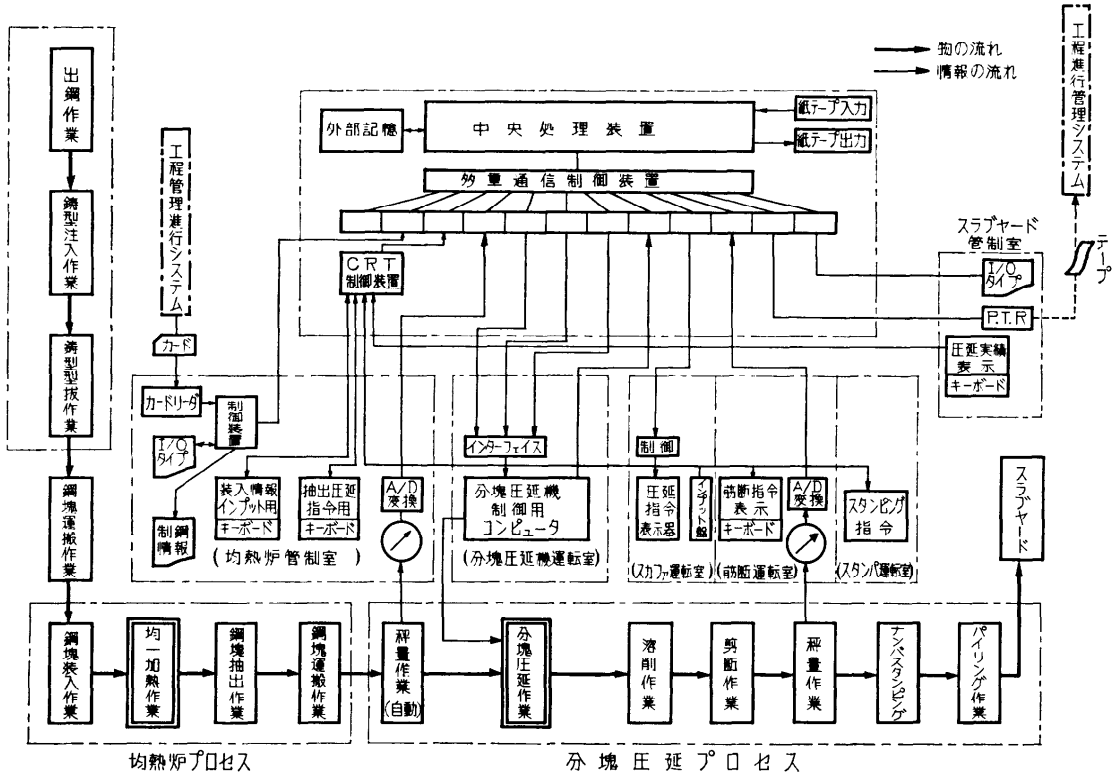 物の流れ
情報の流れ
工程進行管理システム
出鋼作業
鋳型注入作業
鋳型型抜作業
鋼塊運搬作業
工程管理進行システム
カード
外部記憶
中央処理装置
紙テープ入力
紙テープ出力
多重通信制御装置
CRT
制御装置
スラブヤード
管制室
I/O
タイプ
P.T.R
テープ
圧延実績
表示
キーボード
カードリーダ
制御装置
I/O
タイプ
製鋼
情報
装入情報
インプット用
キーボード
抽出圧延
指令用
キーボード
A/D
変換
(均熱炉管制室)
インターフェイス
分塊圧延機
制御用
コンピュータ
(分塊圧延機運転室)
制御
圧延
指令
表示器
インプット盤
(スカーファ運転室)
剪断指令
表示
キーボード
A/D
変換
(剪断運転室)
スタンピング
指令
(スタンパ運転室)
スラブヤード
鋼塊装入作業
均一加熱作業
鋼塊抽出作業
鋼塊運搬作業
秤量作業
(自動)
分塊圧延作業
溶削作業
剪断作業
秤量作業
ナンバスタンピング
パイリング作業
均熱炉プロセス
分塊圧延プロセス